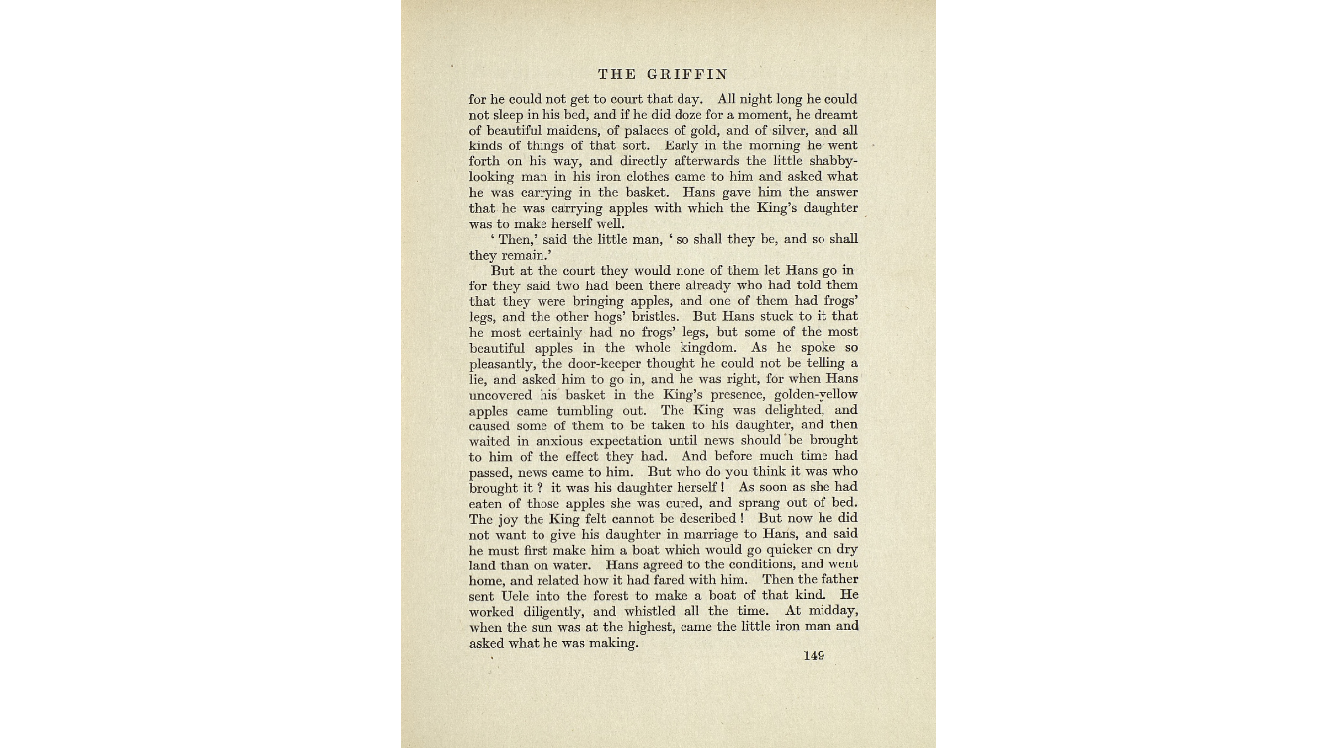 THE GRIFFIN
for he could not get to court that day. All night long he could
not sleep in his bed, and if he did doze for a moment, he dreamt
of beautiful maidens, of palaces of gold, and of silver, and all
kinds of things of that sort. Early in the morning he went
forth on his way, and directly afterwards the little shabby-
looking man in his iron clothes came to him and asked what
he was carrying in the basket. Hans gave him the answer
that he was carrying apples with which the King's daughter
was to make herself well.
‘ Then,’ said the little man, ‘ so shall they be, and so shall
they remain.’
But at the court they would none of them let Hans go in
for they said two had been there already who had told them
that they were bringing apples, and one of them had frogs’
legs, and the other hogs’ bristles. But Hans stuck to it that
he most certainly had no frogs’ legs, but some of the most
beautiful apples in the whole kingdom. As he spoke so
pleasantly, the door-keeper thought he could not be telling a
lie, and asked him to go in, and he was right, for when Hans
uncovered his basket in the King's presence, golden-yellow
apples came tumbling out. The King was delighted, and
caused some of them to be taken to his daughter, and then
waited in anxious expectation until news should be brought
to him of the effect they had. And before much time had
passed, news came to him. But who do you think it was who
brought it ? it was his daughter herself ! As soon as she had
eaten of those apples she was cured, and sprang out of bed.
The joy the King felt cannot be described ! But now he did
not want to give his daughter in marriage to Hans, and said
he must first make him a boat which would go quicker on dry
land than on water. Hans agreed to the conditions, and went
home, and related how it had fared with him. Then the father
sent Uele into the forest to make a boat of that kind. He
worked diligently, and whistled all the time. At midday,
when the sun was at the highest, came the little iron man and
asked what he was making.
149